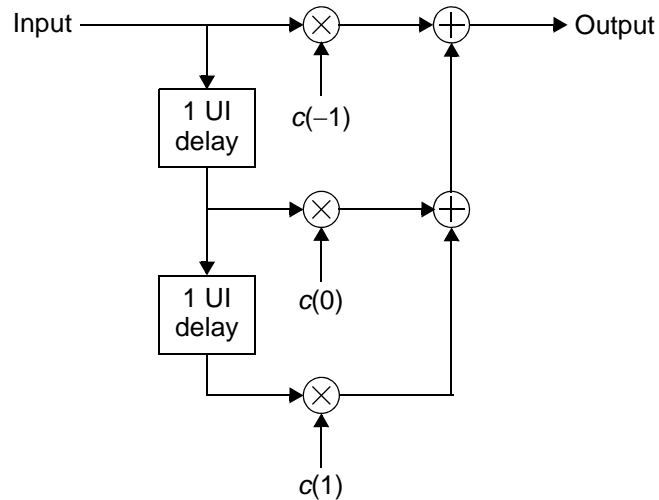 Input
Output
c(−1)
1 UI
delay
c(0)
1 UI
delay
c(1)